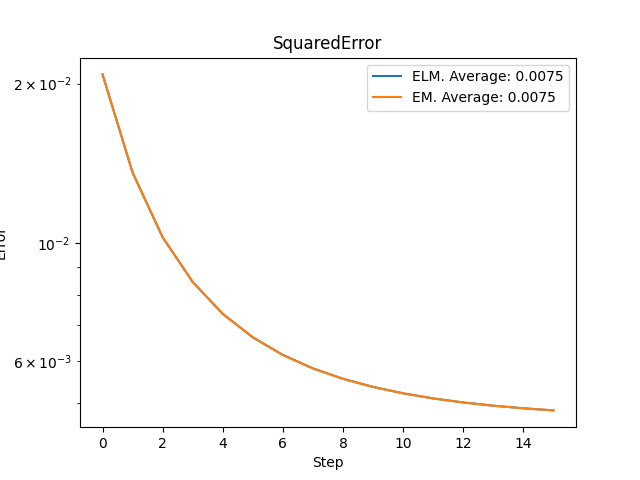 SquaredError
ELM. Average: 0.0075
EM. Average: 0.0075
2 × 10⁻²
10⁻²
6 × 10⁻³
Error
0 2 4 6 8 10 12 14
Step